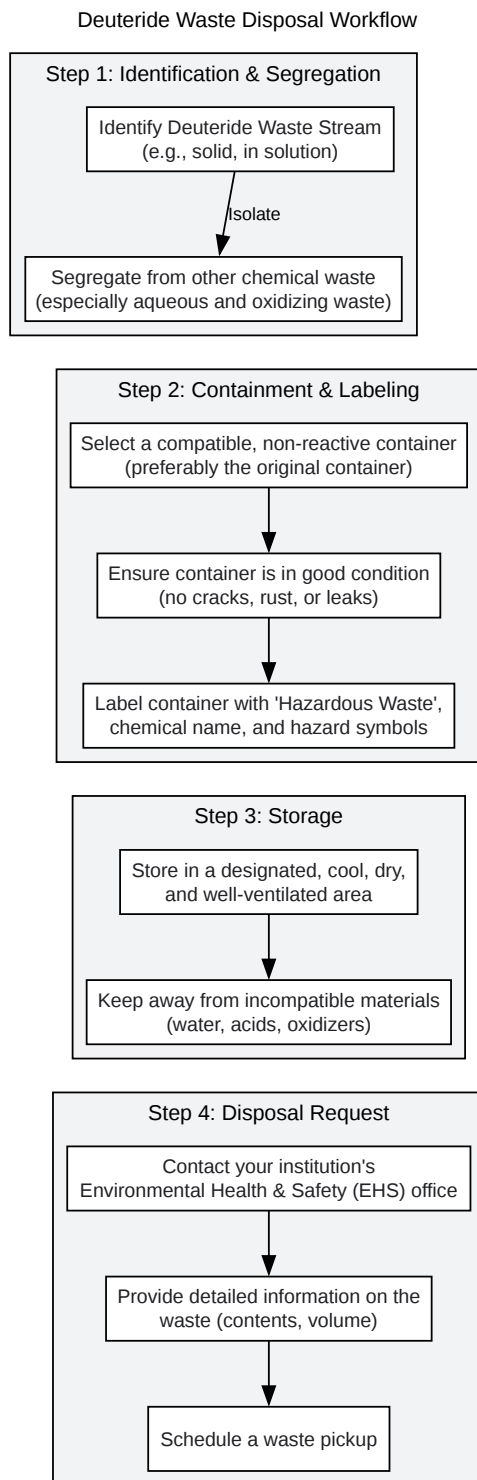 Deuteride Waste Disposal Workflow
Step 1: Identification & Segregation
Identify Deuteride Waste Stream
(e.g., solid, in solution)
Isolate
Segregate from other chemical waste
(especially aqueous and oxidizing waste)
Step 2: Containment & Labeling
Select a compatible, non-reactive container
(preferably the original container)
Ensure container is in good condition
(no cracks, rust, or leaks)
Label container with 'Hazardous Waste',
chemical name, and hazard symbols
Step 3: Storage
Store in a designated, cool, dry,
and well-ventilated area
Keep away from incompatible materials
(water, acids, oxidizers)
Step 4: Disposal Request
Contact your institution's
Environmental Health & Safety (EHS) office
Provide detailed information on the
waste (contents, volume)
Schedule a waste pickup